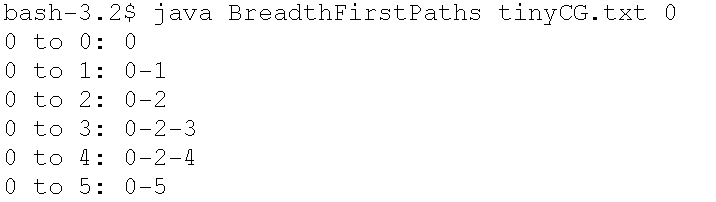 bash-3.2$ java BreadthFirstPaths tinyCG.txt 0
0 to 0: 0
0 to 1: 0-1
0 to 2: 0-2
0 to 3: 0-2-3
0 to 4: 0-2-4
0 to 5: 0-5